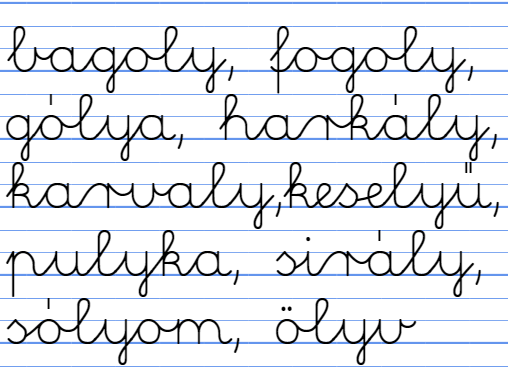 bagoly, fogoly,
gólya, harkály,
karvaly,keselyű,
pulyka, sirály,
sólyom, ölyv